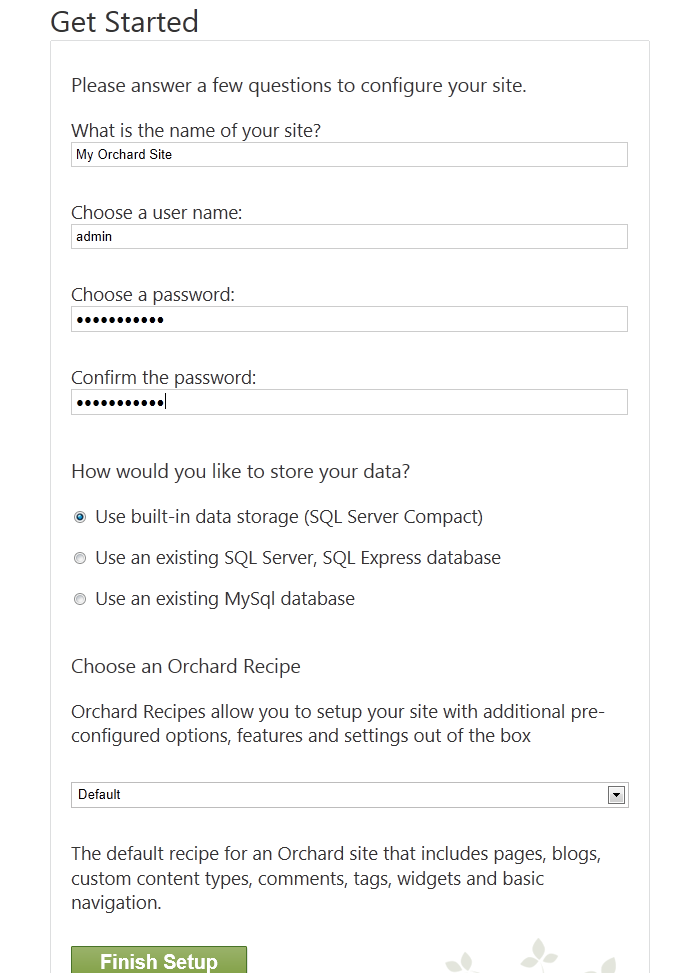 Get Started
Please answer a few questions to configure your site.
What is the name of your site?
My Orchard Site
Choose a user name:
admin
Choose a password:
•••••••••••
Confirm the password:
•••••••••••
How would you like to store your data?
Use built-in data storage (SQL Server Compact)
Use an existing SQL Server, SQL Express database
Use an existing MySql database
Choose an Orchard Recipe
Orchard Recipes allow you to setup your site with additional pre-
configured options, features and settings out of the box
Default
The default recipe for an Orchard site that includes pages, blogs,
custom content types, comments, tags, widgets and basic
navigation.
Finish Setup